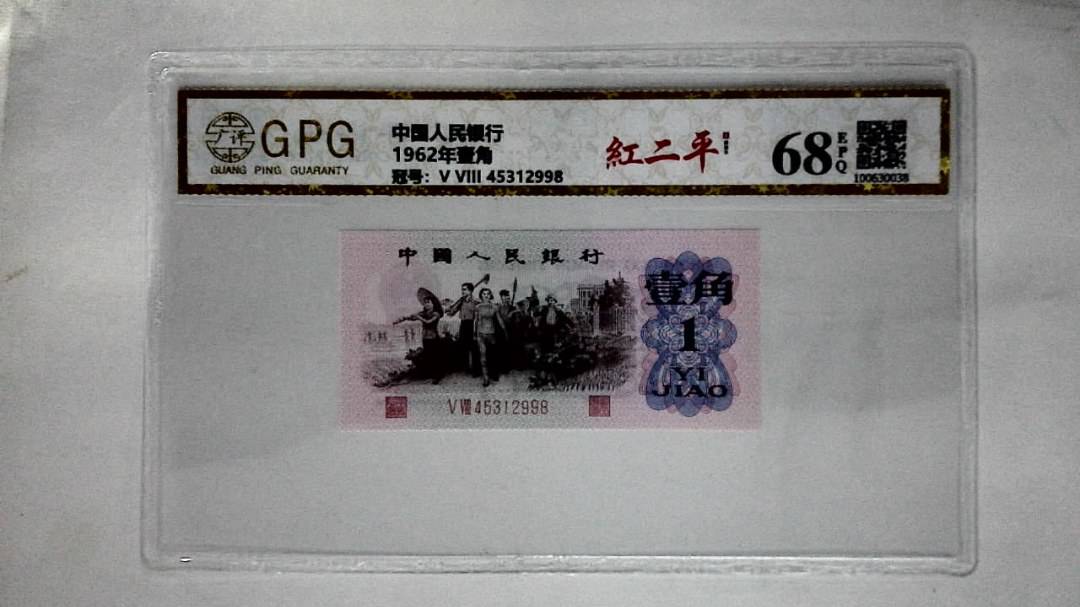 广评
GPG
GUANG PING GUARANTY
中国人民银行
1962年壹角
冠号: V VIII 45312998
紅二平
68
EPQ
100630038
中國人民銀行
壹角
1
YI
JIAO
V VIII 45312998